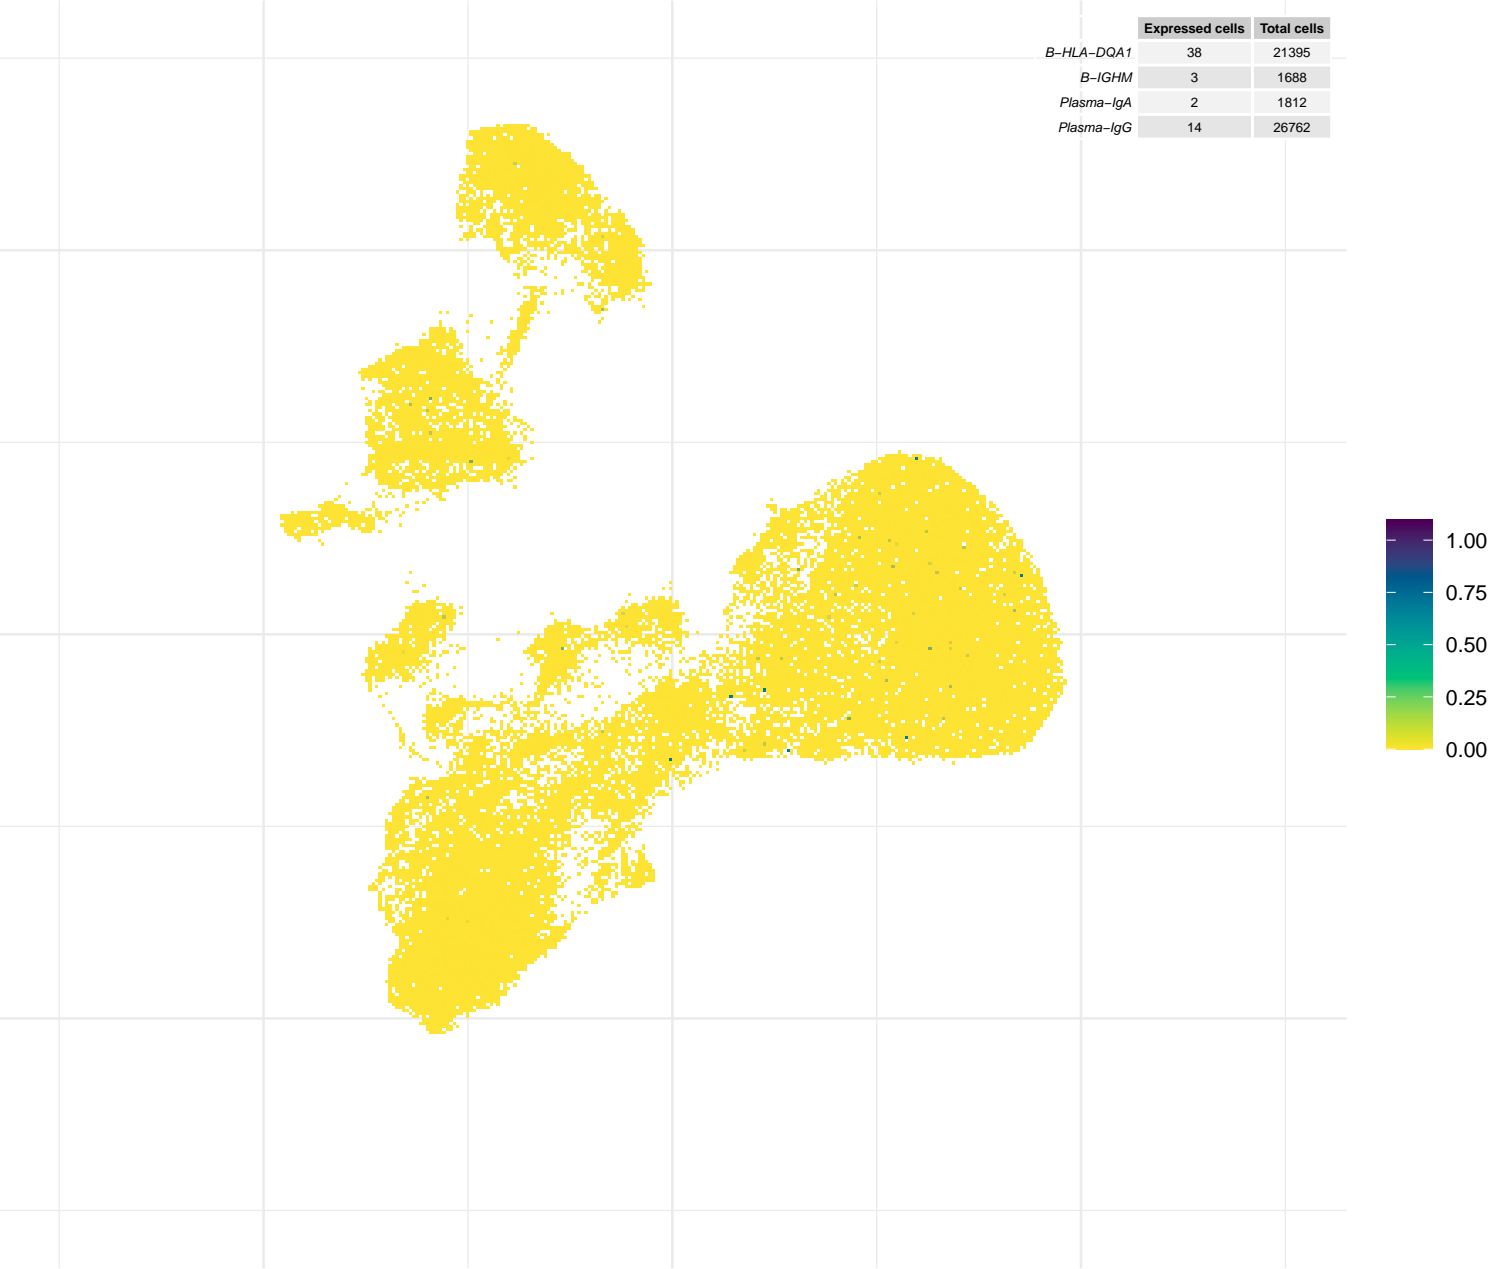 Expressed cells Total cells
B−HLA−DQA1 38 21395
B−IGHM 3 1688
Plasma−IgA 2 1812
Plasma−IgG 14 26762
1.00
0.75
0.50
0.25
0.00